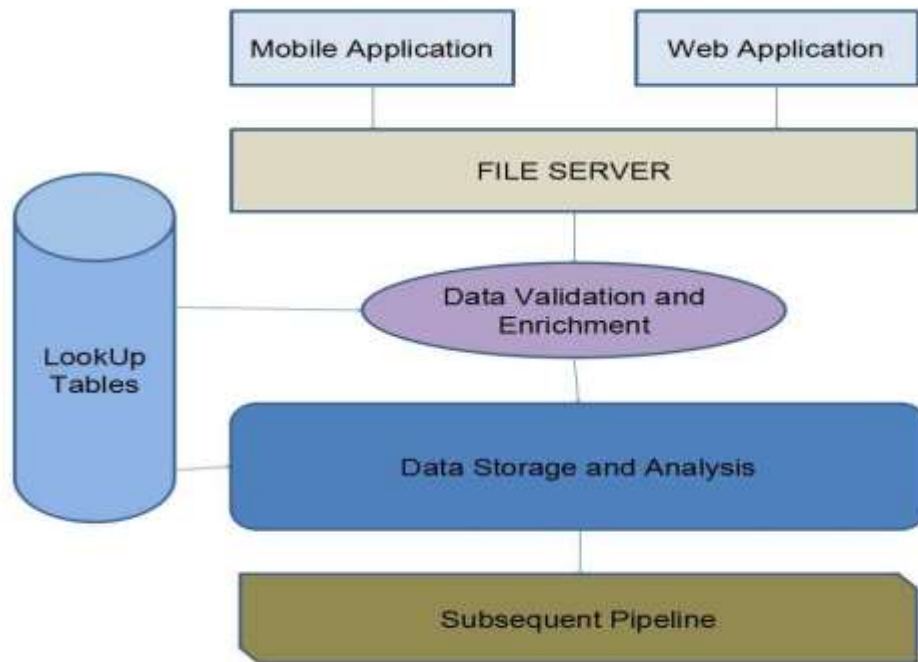 Mobile Application
Web Application
FILE SERVER
Data Validation and
Enrichment
LookUp
Tables
Data Storage and Analysis
Subsequent Pipeline